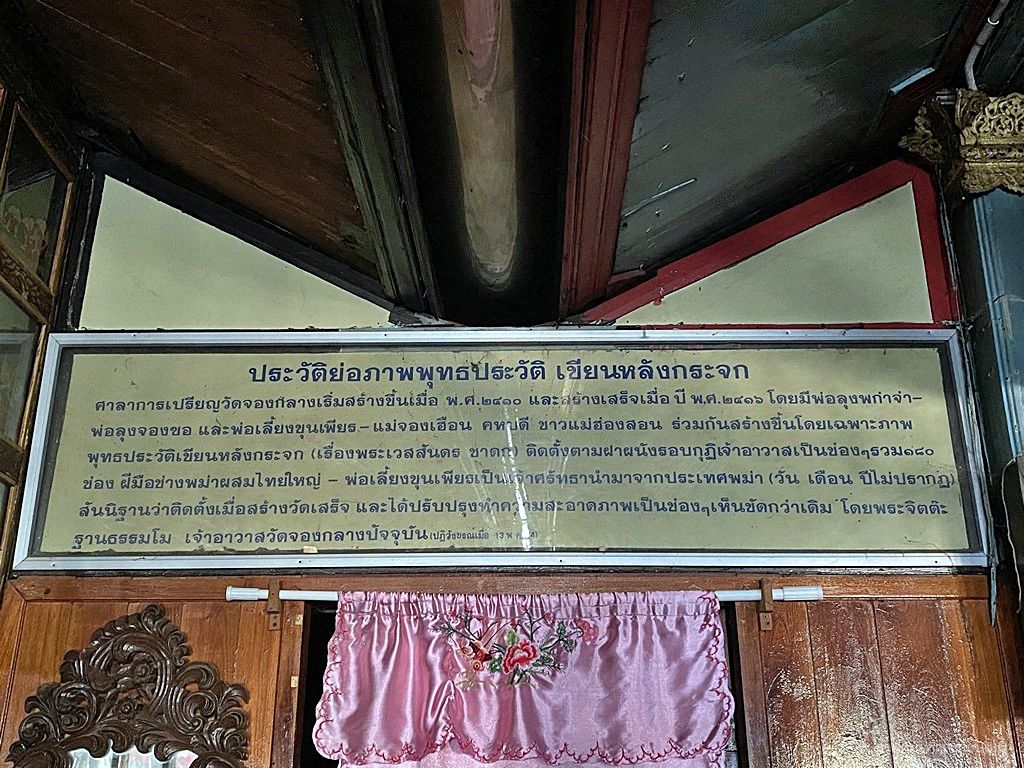 ประวัติย่อภาพพุทธประวัติ เขียนหลังกระจก
ศาลาการเปรียญวัดจองกลางเริ่มสร้างขึ้นเมื่อ พ.ศ.๒๔๑๐ และสร้างเสร็จเมื่อ ปี พ.ศ.๒๔๑๖ โดยมีพ่อลุงพก่าจ่า–
พ่อลุงจองขอ และพ่อเลี้ยงขุนเพียร–แม่จองเฮือน คหบดี ชาวแม่ฮ่องสอน ร่วมกันสร้างขึ้นโดยเฉพาะภาพ
พุทธประวัติเขียนหลังกระจก (เรื่องพระเวสสันดร ชาดก) ติดตั้งตามฝาผนังรอบกุฏิเจ้าอาวาสเป็นช่องๆรวม๑๘๐
ช่อง ฝีมือช่างพม่าผสมไทยใหญ่ – พ่อเลี้ยงขุนเพียรเป็นเจ้าศรัทธานำมาจากประเทศพม่า (วัน เดือน ปีไม่ปรากฏ)
สันนิฐานว่าติดตั้งเมื่อสร้างวัดเสร็จ และได้ปรับปรุงทำความสะอาดภาพเป็นช่องๆเห็นชัดกว่าเดิม โดยพระจิตต๊ะ
ฐานธรรมโม เจ้าอาวาสวัดจองกลางปัจจุบัน